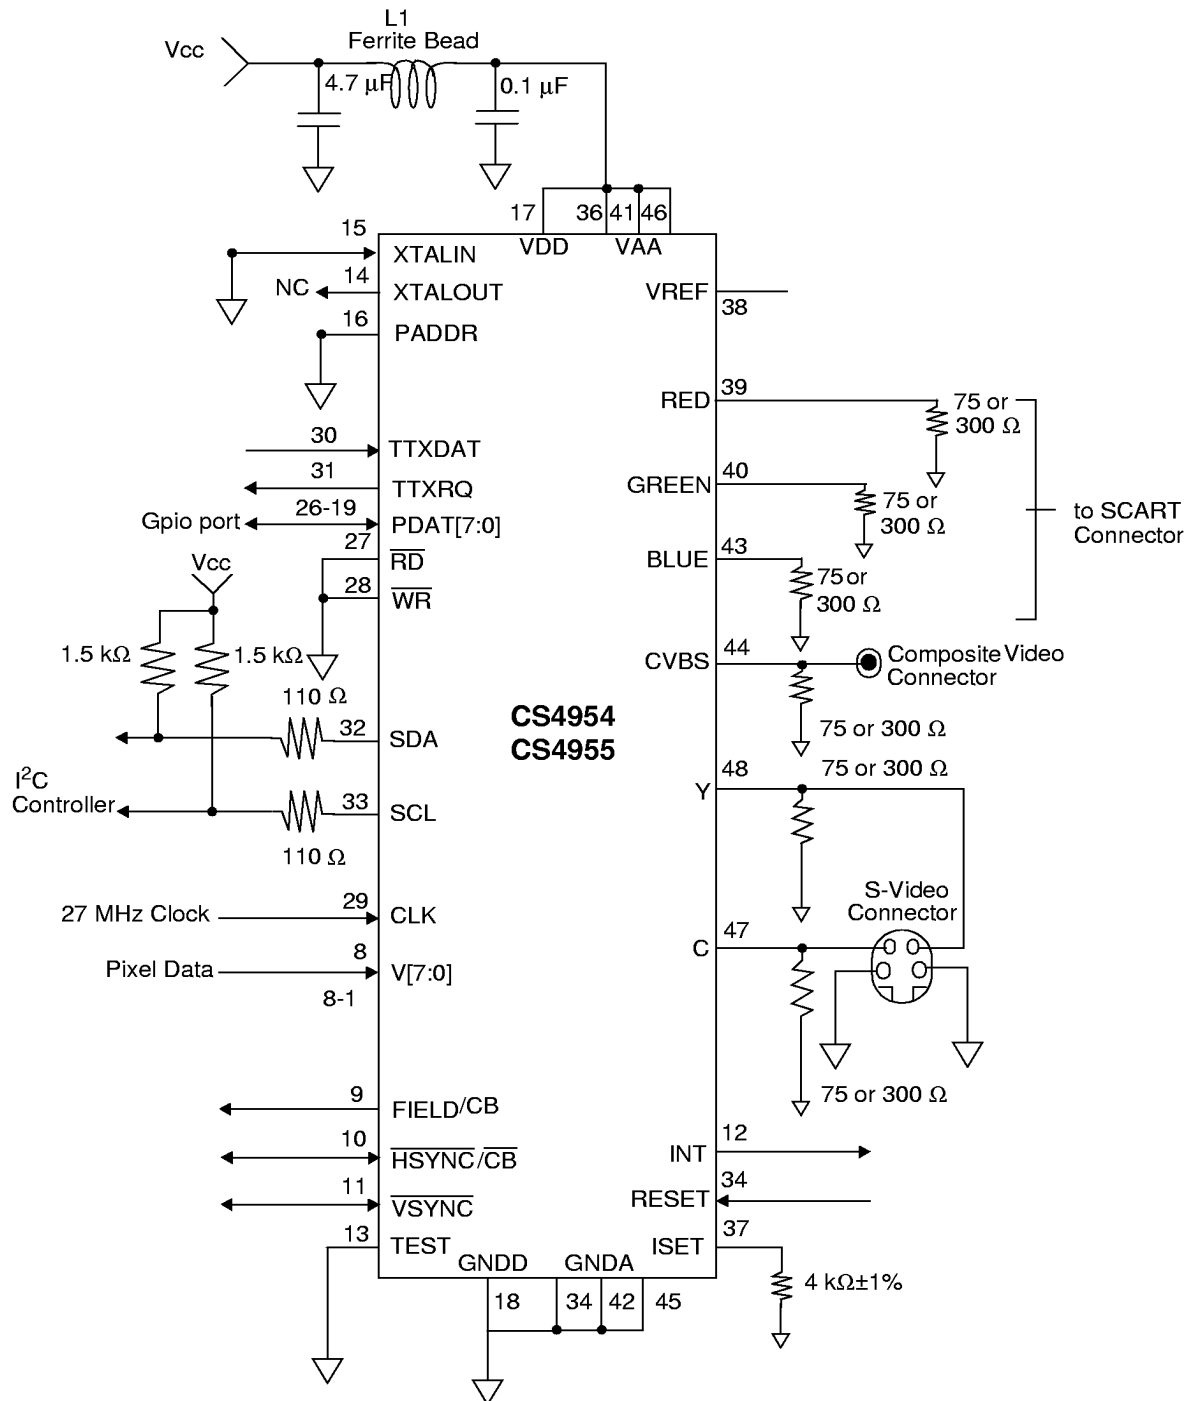 L1
Ferrite Bead
Vcc
4.7 µF
0.1 µF
17
36
41
46
VDD
VAA
15
XTALIN
NC
14
XTALOUT
VREF
38
16
PADDR
39
RED
75 or
300 Ω
30
TTXDAT
40
GREEN
75 or
300 Ω
31
TTXRQ
to SCART
Connector
Gpio port
26-19
PDAT[7:0]
27
RD
43
BLUE
75 or
300 Ω
Vcc
28
WR
1.5 kΩ
1.5 kΩ
44
CVBS
Composite Video
Connector
75 or 300 Ω
110 Ω
32
SDA
CS4954
CS4955
I²C
Controller
33
SCL
110 Ω
48
Y
75 or 300 Ω
S-Video
Connector
27 MHz Clock
29
CLK
47
C
Pixel Data
8
V[7:0]
8-1
75 or 300 Ω
9
FIELD/CB
10
HSYNC/CB
12
INT
11
VSYNC
34
RESET
13
TEST
37
ISET
4 kΩ±1%
GNDD
GNDA
18
34
42
45